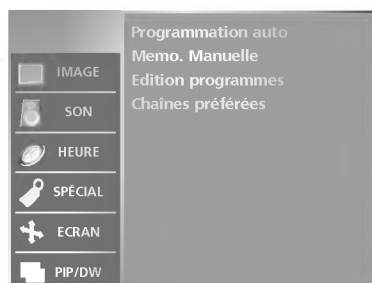 Programmation auto
Memo. Manuelle
Edition programmes
Chaînes préférées
IMAGE
SON
HEURE
SPÉCIAL
ECRAN
PIP/DW